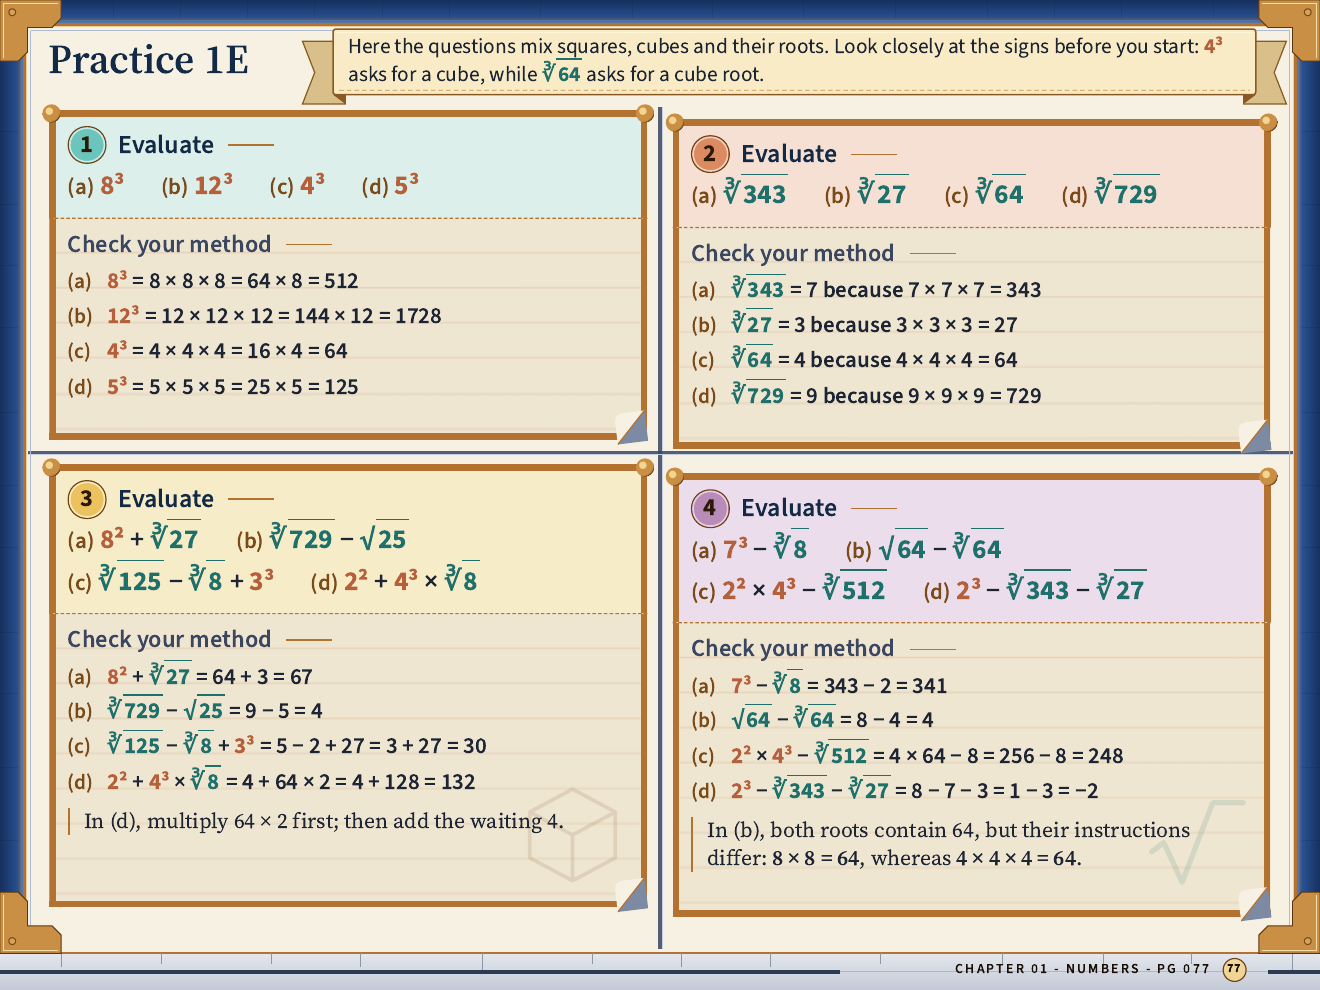 Practice 1E
Here the questions mix squares, cubes and their roots. Look closely at the signs before you start: 4³
asks for a cube, while ∛64 asks for a cube root.
1 Evaluate
(a) 8³ (b) 12³ (c) 4³ (d) 5³
Check your method
(a) 8³ = 8 × 8 × 8 = 64 × 8 = 512
(b) 12³ = 12 × 12 × 12 = 144 × 12 = 1728
(c) 4³ = 4 × 4 × 4 = 16 × 4 = 64
(d) 5³ = 5 × 5 × 5 = 25 × 5 = 125
2 Evaluate
(a) ∛343 (b) ∛27 (c) ∛64 (d) ∛729
Check your method
(a) ∛343 = 7 because 7 × 7 × 7 = 343
(b) ∛27 = 3 because 3 × 3 × 3 = 27
(c) ∛64 = 4 because 4 × 4 × 4 = 64
(d) ∛729 = 9 because 9 × 9 × 9 = 729
3 Evaluate
(a) 8² + ∛27 (b) ∛729 − √25
(c) ∛125 − ∛8 + 3³ (d) 2² + 4³ × ∛8
Check your method
(a) 8² + ∛27 = 64 + 3 = 67
(b) ∛729 − √25 = 9 − 5 = 4
(c) ∛125 − ∛8 + 3³ = 5 − 2 + 27 = 3 + 27 = 30
(d) 2² + 4³ × ∛8 = 4 + 64 × 2 = 4 + 128 = 132
In (d), multiply 64 × 2 first; then add the waiting 4.
4 Evaluate
(a) 7³ − ∛8 (b) √64 − ∛64
(c) 2² × 4³ − ∛512 (d) 2³ − ∛343 − ∛27
Check your method
(a) 7³ − ∛8 = 343 − 2 = 341
(b) √64 − ∛64 = 8 − 4 = 4
(c) 2² × 4³ − ∛512 = 4 × 64 − 8 = 256 − 8 = 248
(d) 2³ − ∛343 − ∛27 = 8 − 7 − 3 = 1 − 3 = −2
In (b), both roots contain 64, but their instructions
differ: 8 × 8 = 64, whereas 4 × 4 × 4 = 64.
CHAPTER 01 - NUMBERS - PG 077 77